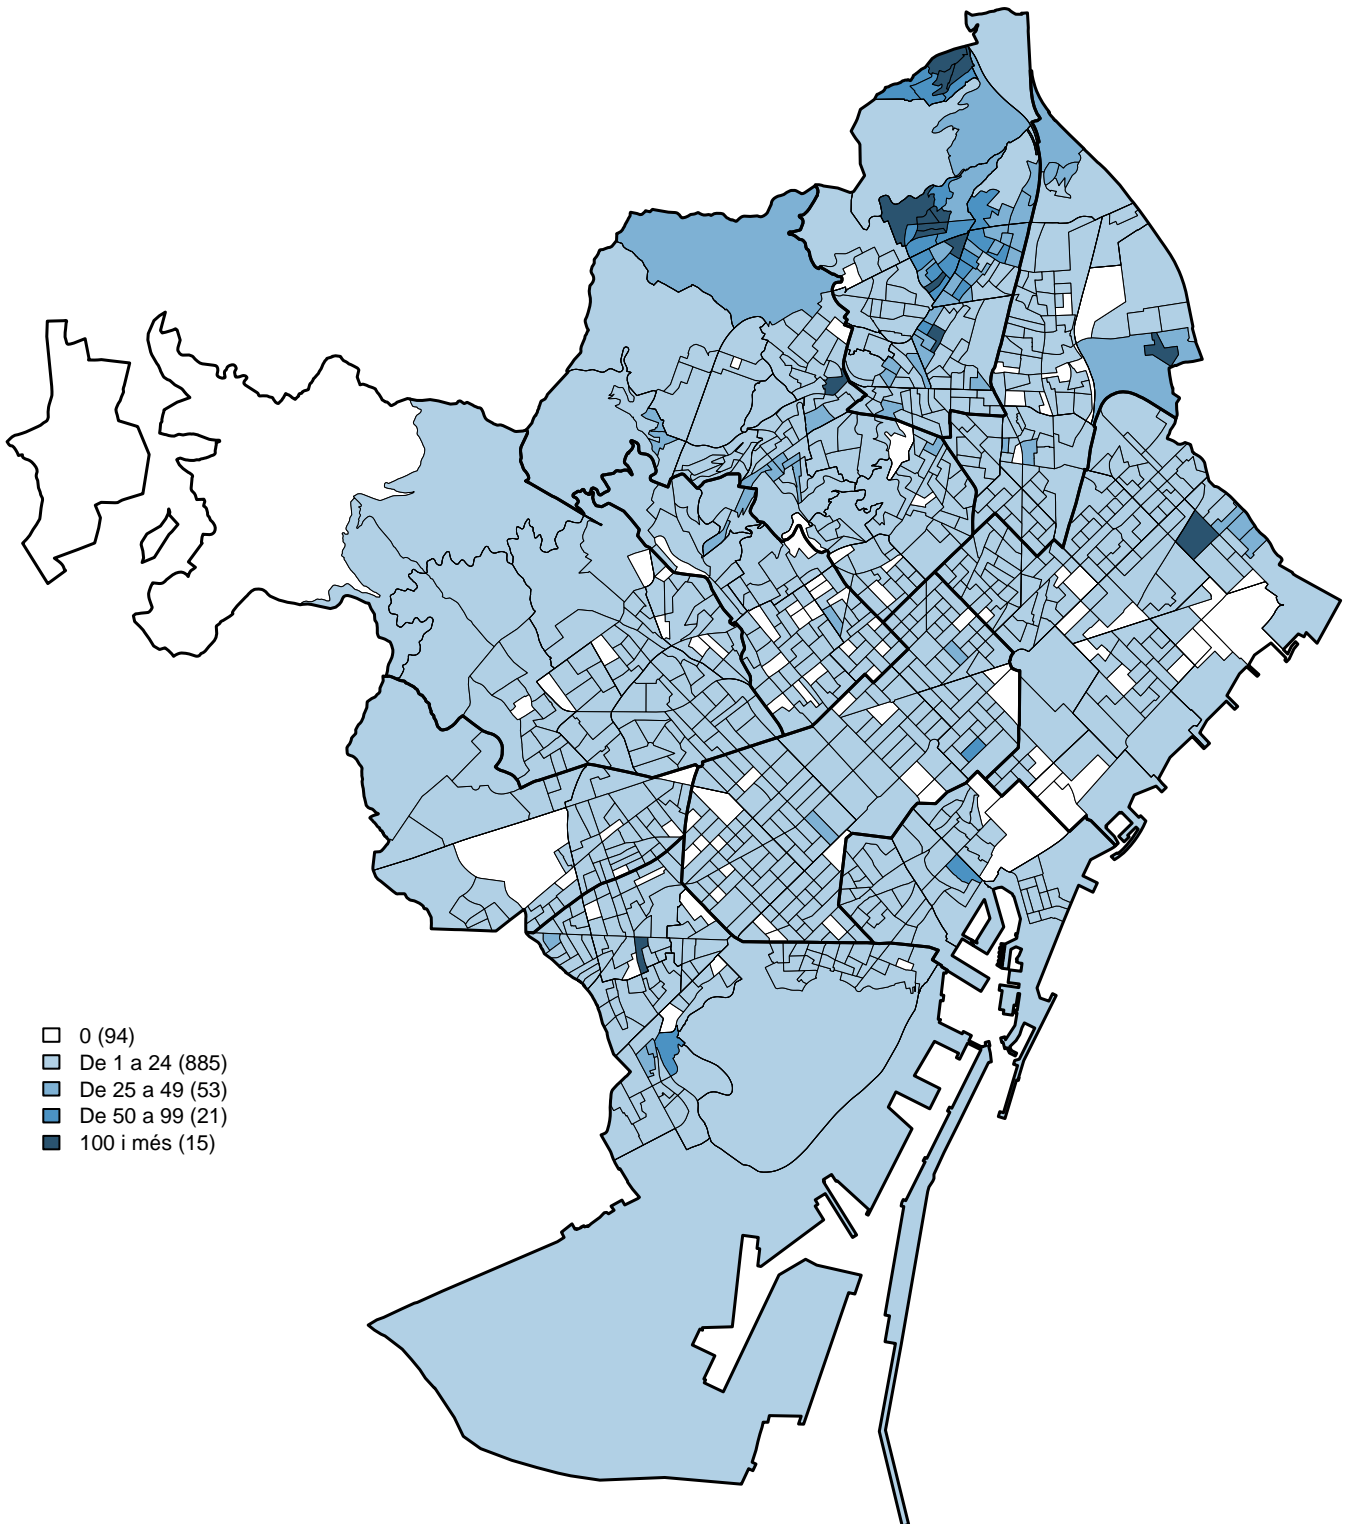 0 (94)
De 1 a 24 (885)
De 25 a 49 (53)
De 50 a 99 (21)
100 i més (15)